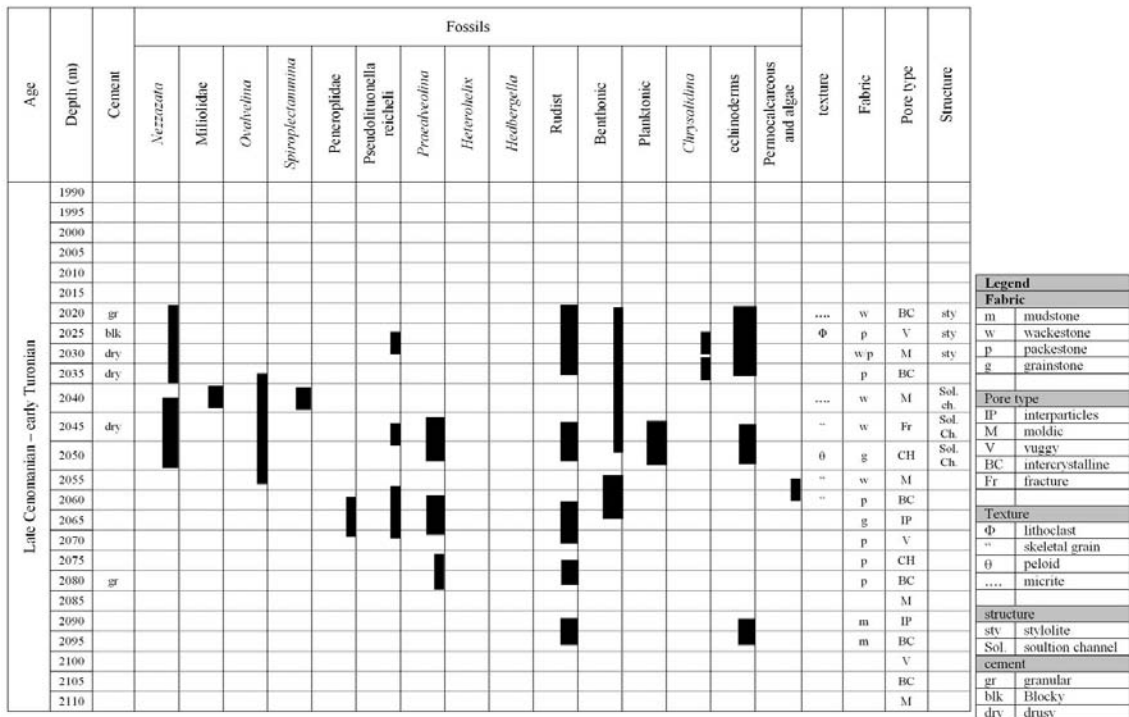 Fossils
Age Depth (m) Cement Nezzazata Miliolidae Ovalvelina Spiroplectammina Peneroplidae Pseudolituonella reicheli Praealveolina Heterohelix Hedbergella Rudist Benthonic Planktonic Chrysalidina echinoderms Permocalcareous and algae texture Fabric Pore type Structure
Late Cenomanian – early Turonian
1990
1995
2000
2005
2010
2015
2020 gr .... w BC sty
2025 blk Φ p V sty
2030 dry w/p M sty
2035 dry p BC
2040 .... w M Sol. ch.
2045 dry “ w Fr Sol. Ch.
2050 θ g CH Sol. Ch.
2055 “ w M
2060 “ p BC
2065 g IP
2070 p V
2075 p CH
2080 gr p BC
2085 M
2090 m IP
2095 m BC
2100 V
2105 BC
2110 M
Legend
Fabric
m mudstone
w wackestone
p packestone
g grainstone
Pore type
IP interparticles
M moldic
V vuggy
BC intercrystalline
Fr fracture
Texture
Φ lithoclast
“ skeletal grain
θ peloid
.... micrite
structure
sty stylolite
Sol. soultion channel
cement
gr granular
blk Blocky
dry drusy